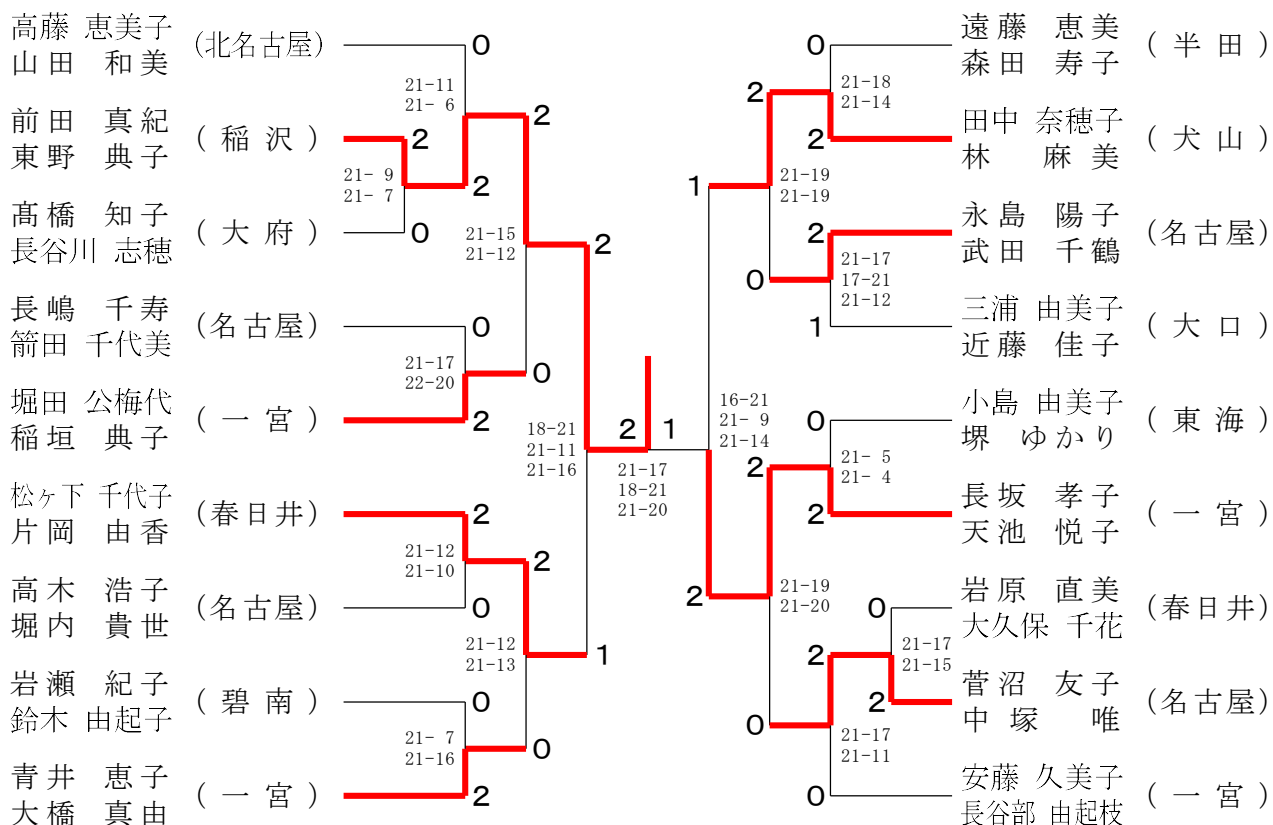 高藤 恵美子
山田 和美
(北名古屋)
前田 真紀
東野 典子
(稲沢)
髙橋 知子
長谷川 志穂
(大府)
長嶋 千寿
箭田 千代美
(名古屋)
堀田 公梅代
稲垣 典子
(一宮)
松ヶ下 千代子
片岡 由香
(春日井)
高木 浩子
堀内 貴世
(名古屋)
岩瀬 紀子
鈴木 由起子
(碧南)
青井 恵子
大橋 真由
(一宮)
0
21-11
21- 6
2
2
21- 9
21- 7
2
0
21-15
21-12
2
0
21-17
22-20
0
2
18-21
21-11
21-16
2
21-12
21-10
2
0
21-12
21-13
1
0
21- 7
21-16
0
2
2
1
21-17
18-21
21-20
0
21-18
21-14
2
2
1
21-19
21-19
2
0
21-17
17-21
21-12
1
16-21
21- 9
21-14
0
2
21- 5
21- 4
2
2
21-19
21-20
0
2
21-17
21-15
2
0
21-17
21-11
0
遠藤 恵美
森田 寿子
(半田)
田中 奈穂子
林 麻美
(犬山)
永島 陽子
武田 千鶴
(名古屋)
三浦 由美子
近藤 佳子
(大口)
小島 由美子
堺 ゆかり
(東海)
長坂 孝子
天池 悦子
(一宮)
岩原 直美
大久保 千花
(春日井)
菅沼 友子
中塚 唯
(名古屋)
安藤 久美子
長谷部 由起枝
(一宮)